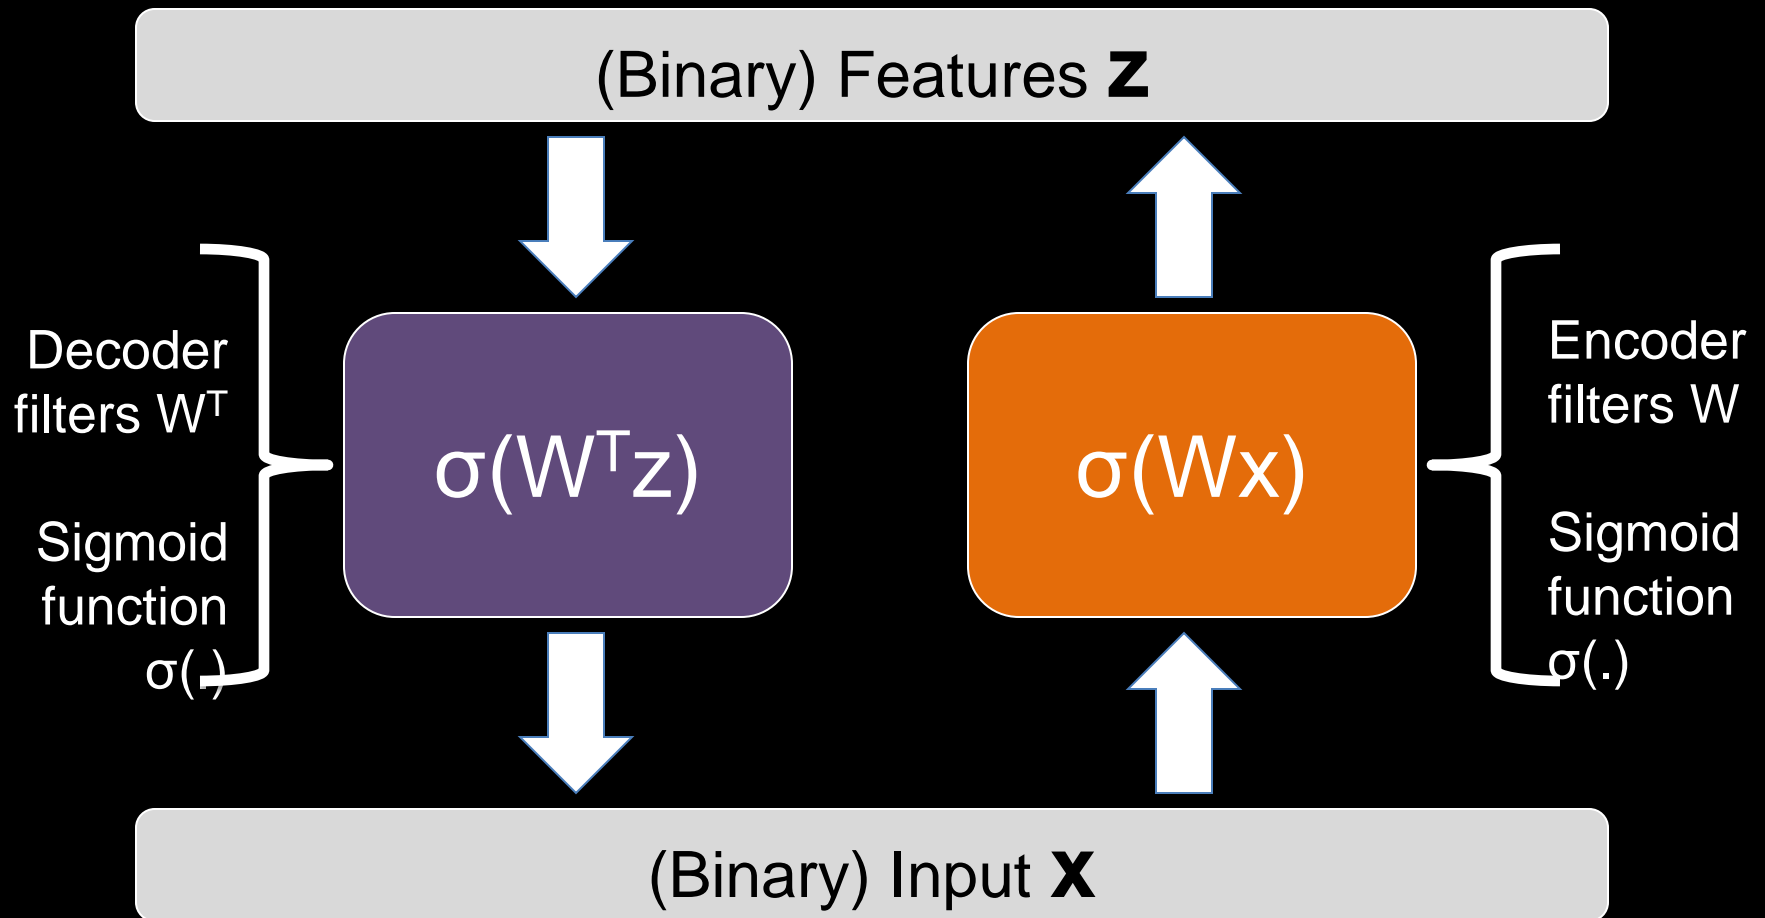 (Binary) Features z
Decoder
filters Wᵀ
Sigmoid
function
σ(.)
σ(Wᵀz)
σ(Wx)
Encoder
filters W
Sigmoid
function
σ(.)
(Binary) Input x